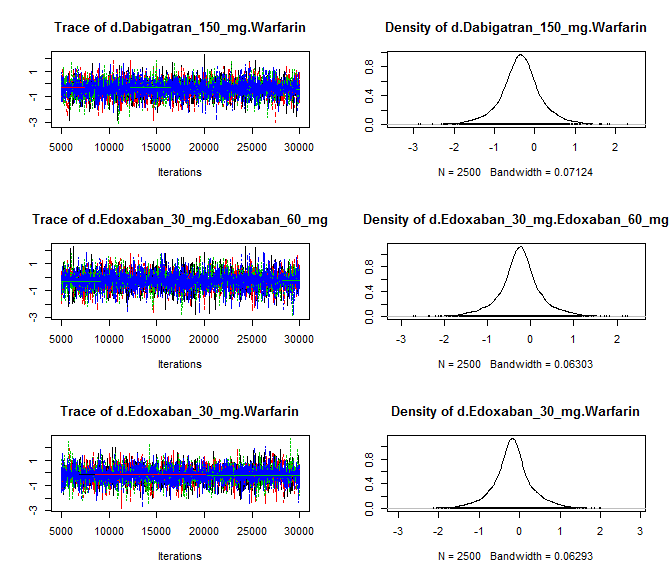 Trace of d.Dabigatran_150_mg.Warfarin
1
-1
-3
5000 10000 15000 20000 25000 30000
Iterations
Density of d.Dabigatran_150_mg.Warfarin
0.8
0.4
0.0
-3 -2 -1 0 1 2
N = 2500 Bandwidth = 0.07124
Trace of d.Edoxaban_30_mg.Edoxaban_60_mg
1
-1
-3
5000 10000 15000 20000 25000 30000
Iterations
Density of d.Edoxaban_30_mg.Edoxaban_60_mg
0.8
0.4
0.0
-3 -2 -1 0 1 2
N = 2500 Bandwidth = 0.06303
Trace of d.Edoxaban_30_mg.Warfarin
1
-1
-3
5000 10000 15000 20000 25000 30000
Iterations
Density of d.Edoxaban_30_mg.Warfarin
0.8
0.4
0.0
-3 -2 -1 0 1 2 3
N = 2500 Bandwidth = 0.06293